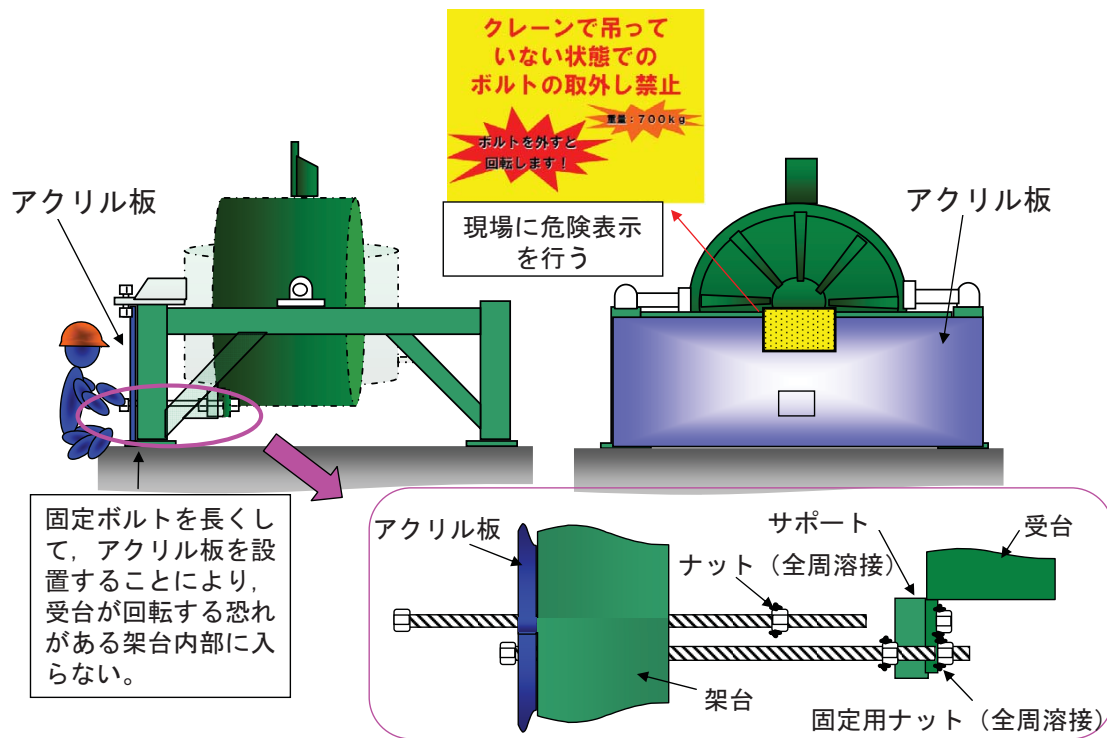 クレーンで吊って
いない状態での
ボルトの取外し禁止
重量：７００ｋｇ
ボルトを外すと
回転します！
現場に危険表示
を行う
アクリル板
アクリル板
固定ボルトを長くし
て，アクリル板を設
置することにより，
受台が回転する恐れ
がある架台内部に入
らない。
アクリル板
ナット（全周溶接）
サポート
受台
架台
固定用ナット（全周溶接）